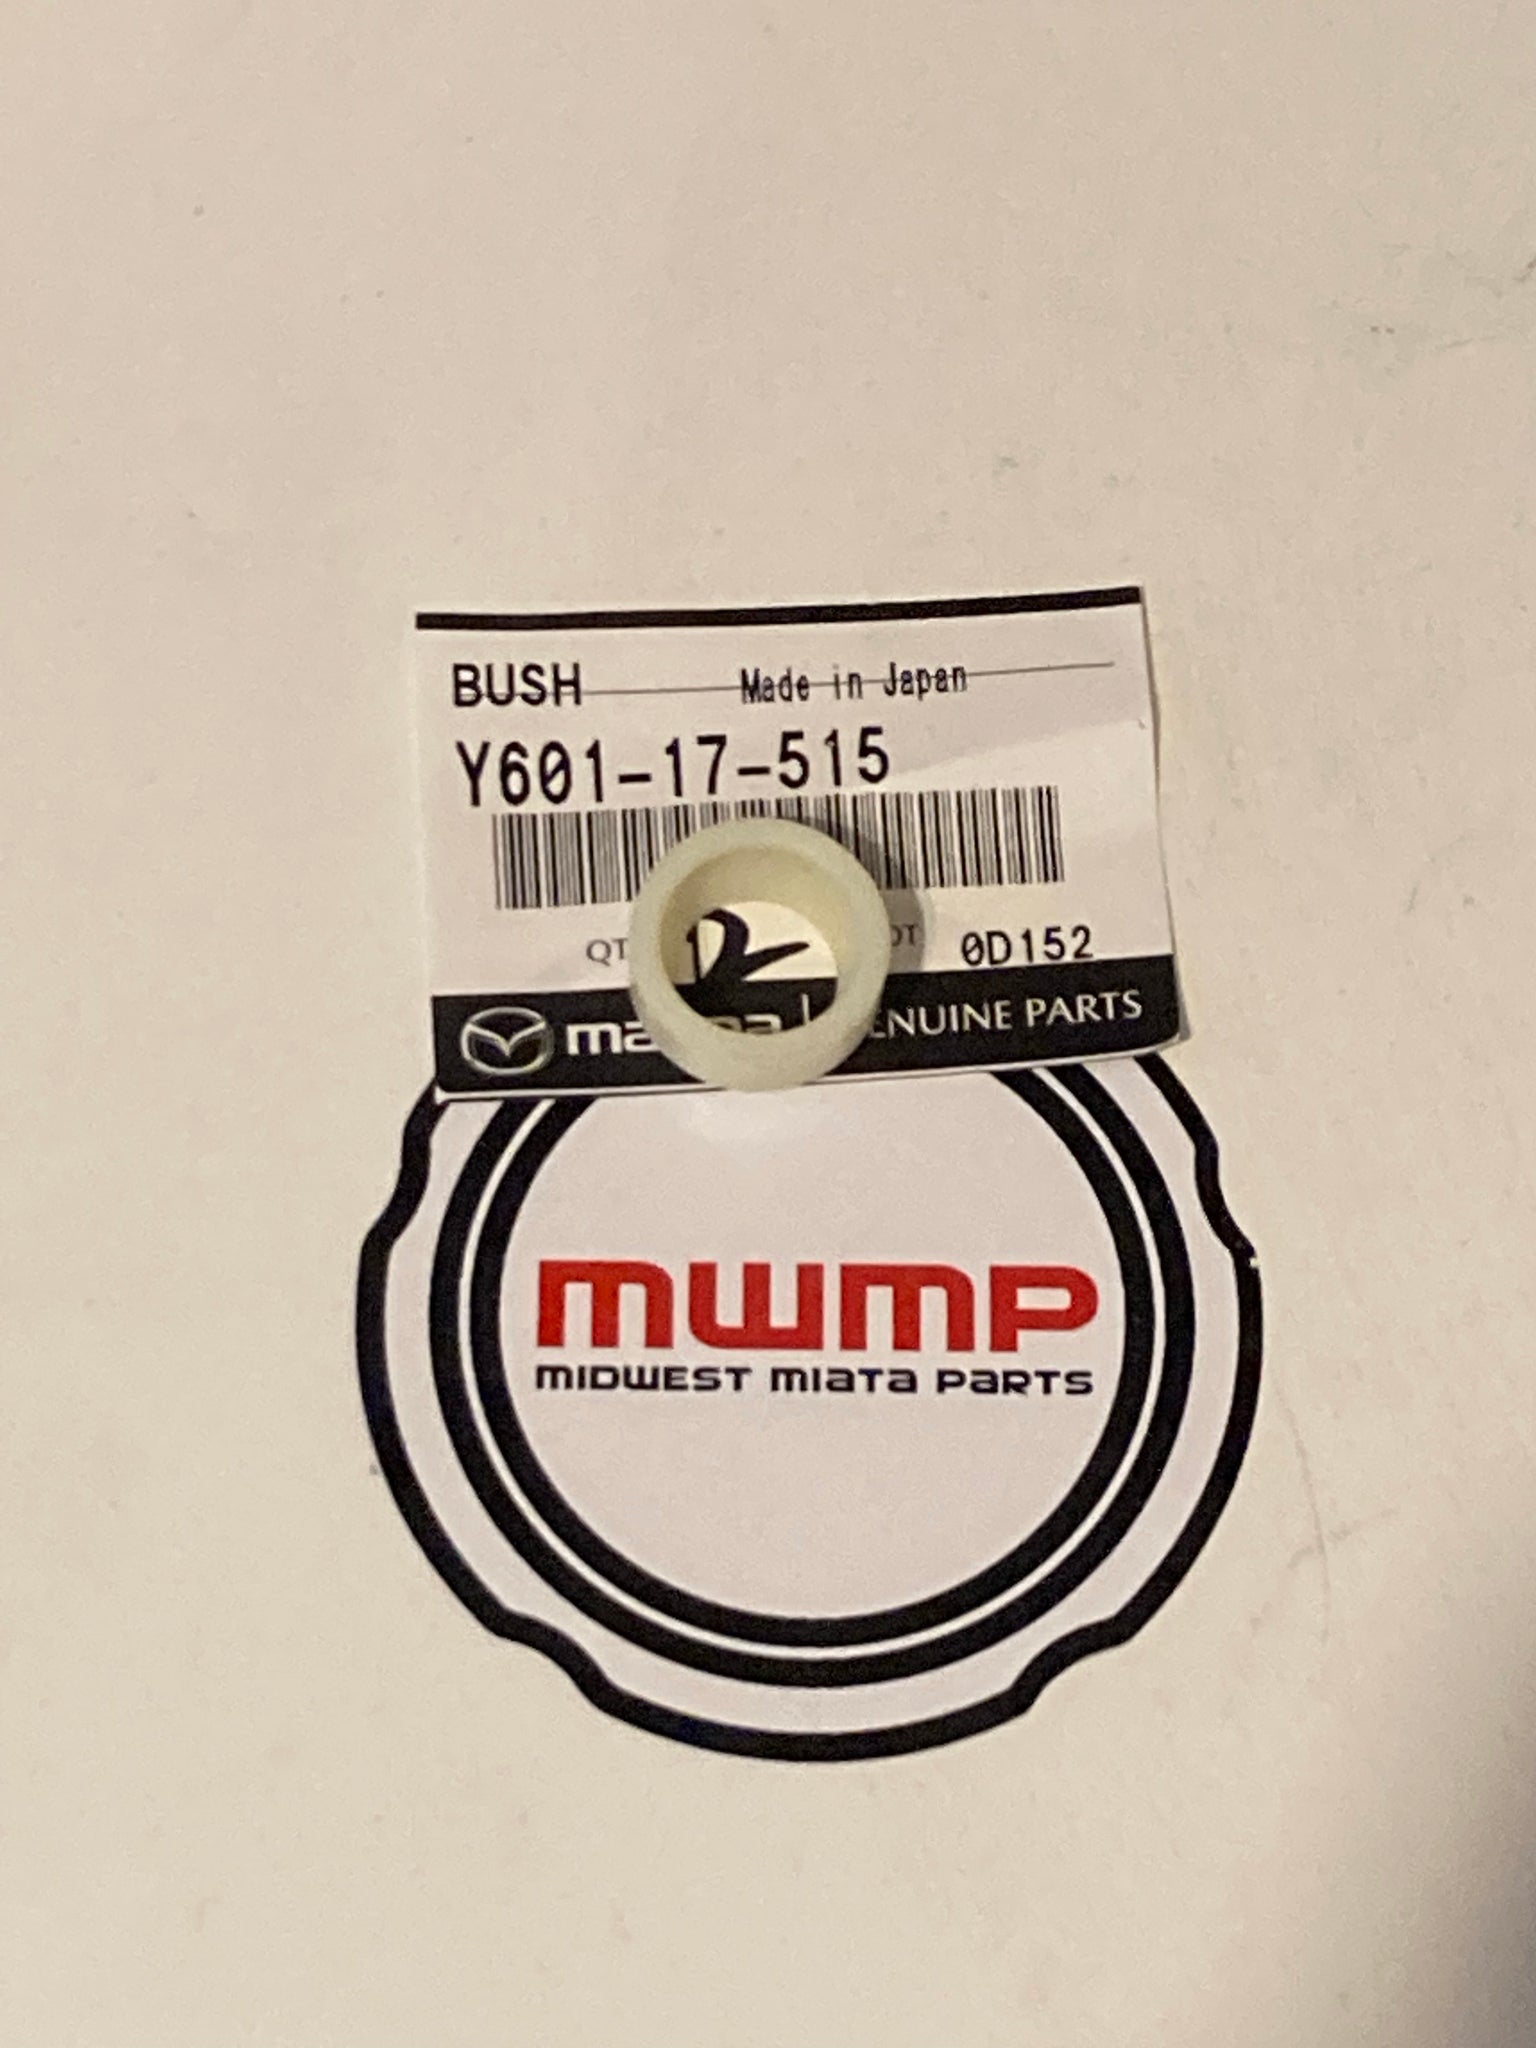 BUSH Made in Japan
Y601-17-515
0D152
GENUINE PARTS
mwmp
MIDWEST MIATA PARTS